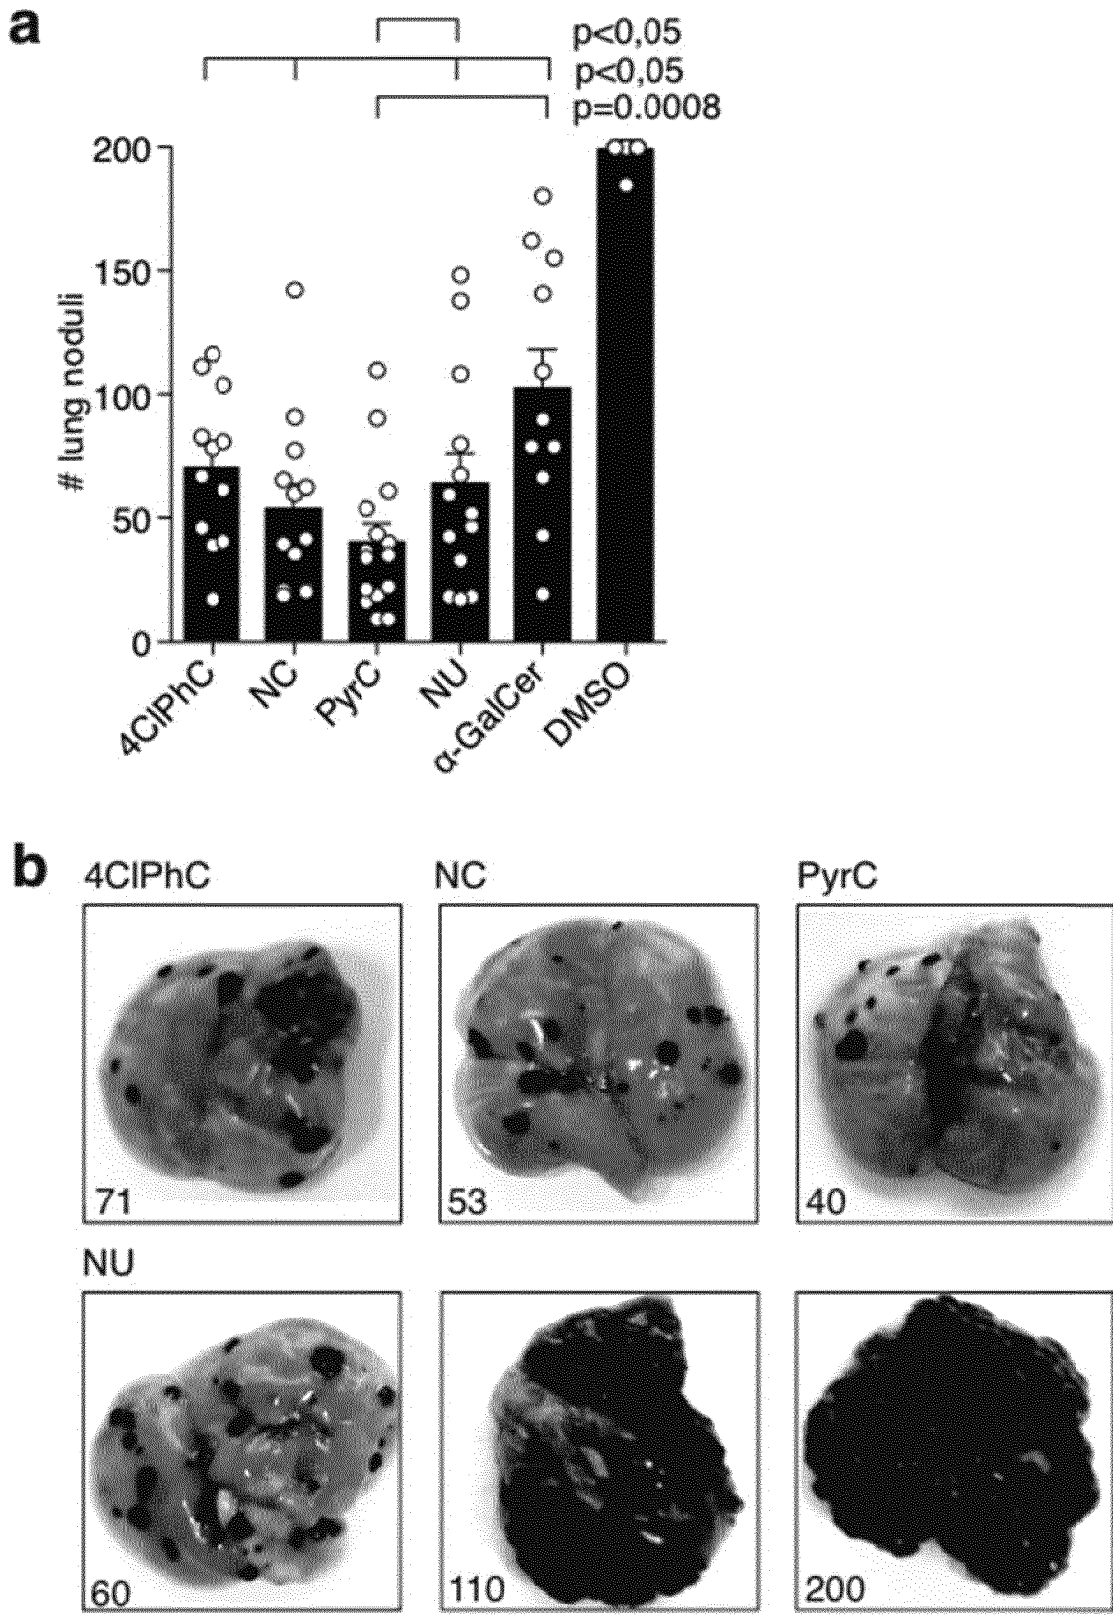 a
p<0,05
p<0,05
p=0.0008
200
150
100
50
0
# lung noduli
4ClPhC
NC
PyrC
NU
α-GalCer
DMSO
b
4ClPhC
NC
PyrC
71
53
40
NU
60
110
200